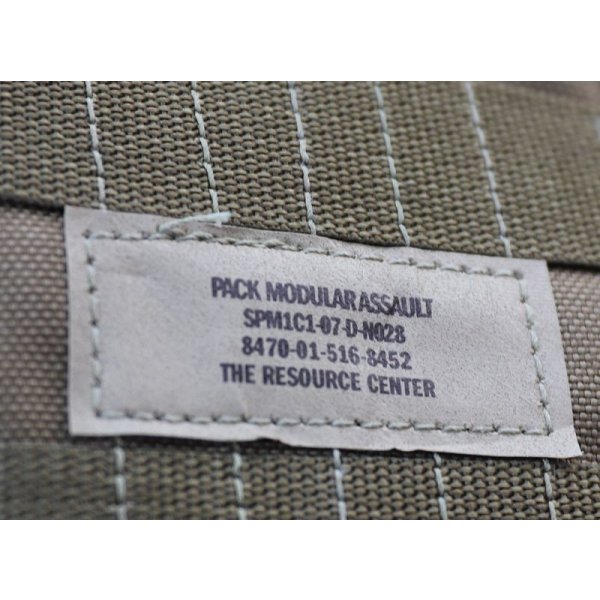 PACK MODULAR ASSAULT
SPM1C1-07-D-N028
8470-01-516-8452
THE RESOURCE CENTER